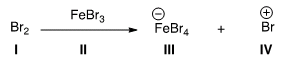 FeBr₃
Br₂ ⊖FeBr₄ + ⊕Br
I II III IV